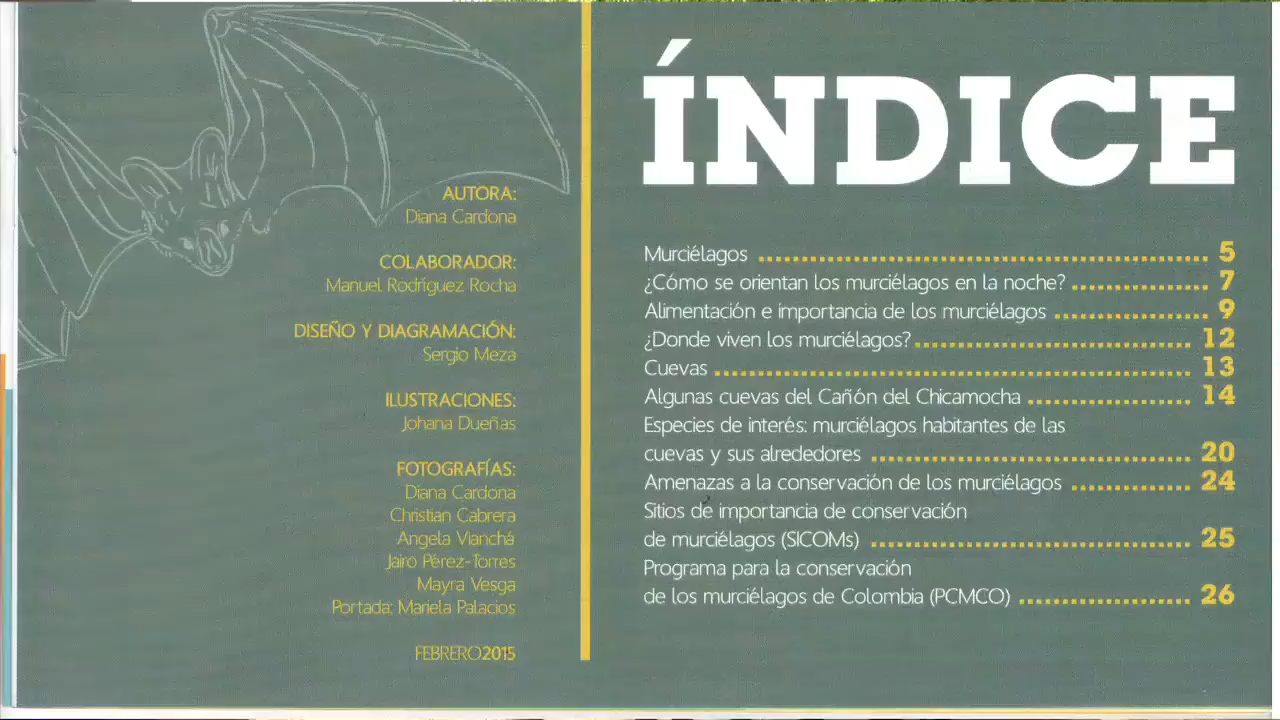 AUTORA:
Diana Cardona
COLABORADOR:
Manuel Rodríguez Rocha
DISEÑO Y DIAGRAMACIÓN:
Sergio Meza
ILUSTRACIONES:
Johana Dueñas
FOTOGRAFÍAS:
Diana Cardona
Christian Cabrera
Angela Vianchá
Jairo Pérez-Torres
Mayra Vesga
Portada: Mariela Palacios
FEBRERO2015
ÍNDICE
Murciélagos ........................................ 5
¿Cómo se orientan los murciélagos en la noche? ............ 7
Alimentación e importancia de los murciélagos ............ 9
¿Donde viven los murciélagos? ........................ 12
Cuevas ........................................ 13
Algunas cuevas del Cañón del Chicamocha ............ 14
Especies de interés: murciélagos habitantes de las
cuevas y sus alrededores ........................ 20
Amenazas a la conservación de los murciélagos ............ 24
Sitios de importancia de conservación
de murciélagos (SICOMs) ........................ 25
Programa para la conservación
de los murciélagos de Colombia (PCMCO) ............ 26